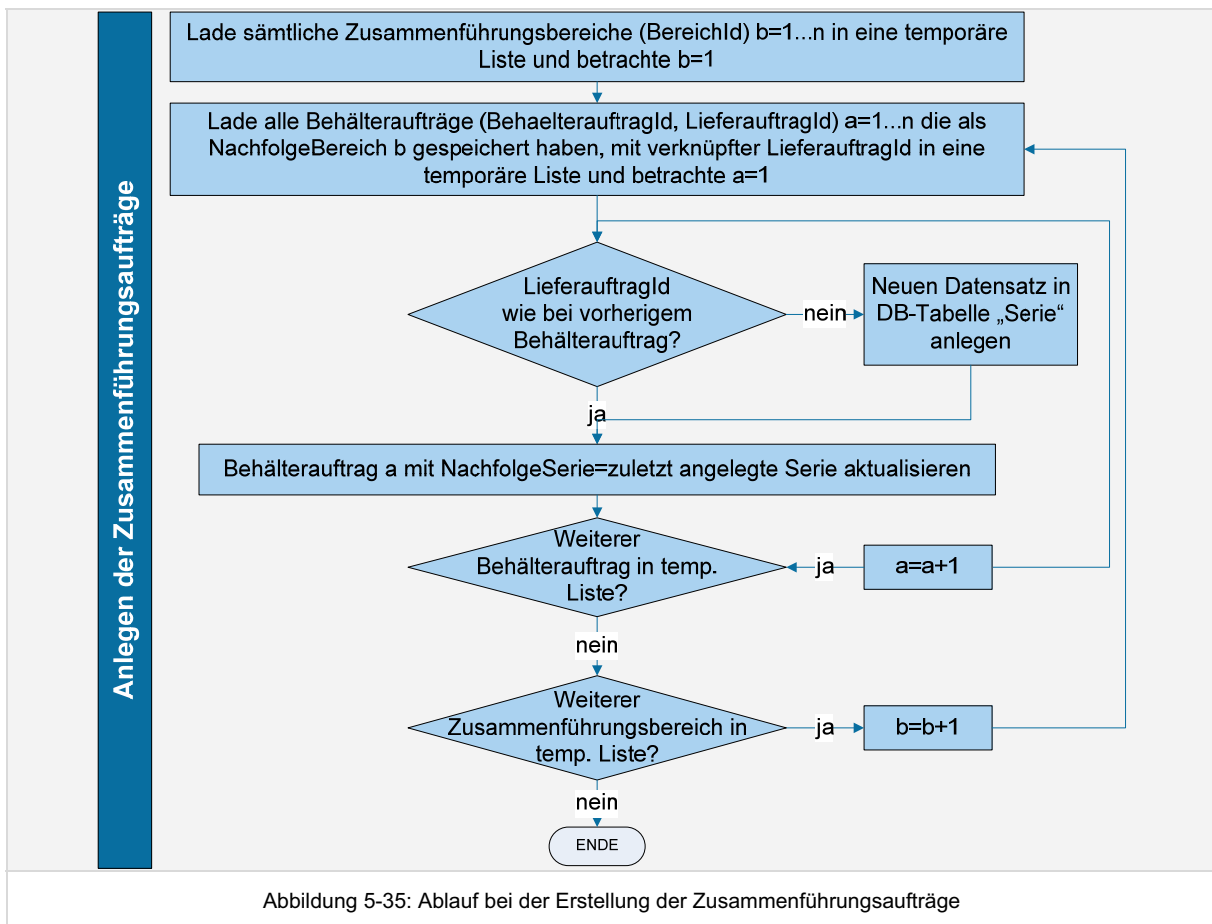 Anlegen der Zusammenführungsaufträge
Lade sämtliche Zusammenführungsbereiche (BereichId) b=1...n in eine temporäre
Liste und betrachte b=1
Lade alle Behälteraufträge (BehaelterauftragId, LieferauftragId) a=1...n die als
NachfolgeBereich b gespeichert haben, mit verknüpfter LieferauftragId in eine
temporäre Liste und betrachte a=1
LieferauftragId
wie bei vorherigem
Behälterauftrag?
nein
Neuen Datensatz in
DB-Tabelle „Serie“
anlegen
ja
Behälterauftrag a mit NachfolgeSerie=zuletzt angelegte Serie aktualisieren
Weiterer
Behälterauftrag in temp.
Liste?
ja
a=a+1
nein
Weiterer
Zusammenführungsbereich in
temp. Liste?
ja
b=b+1
nein
ENDE
Abbildung 5-35: Ablauf bei der Erstellung der Zusammenführungsaufträge